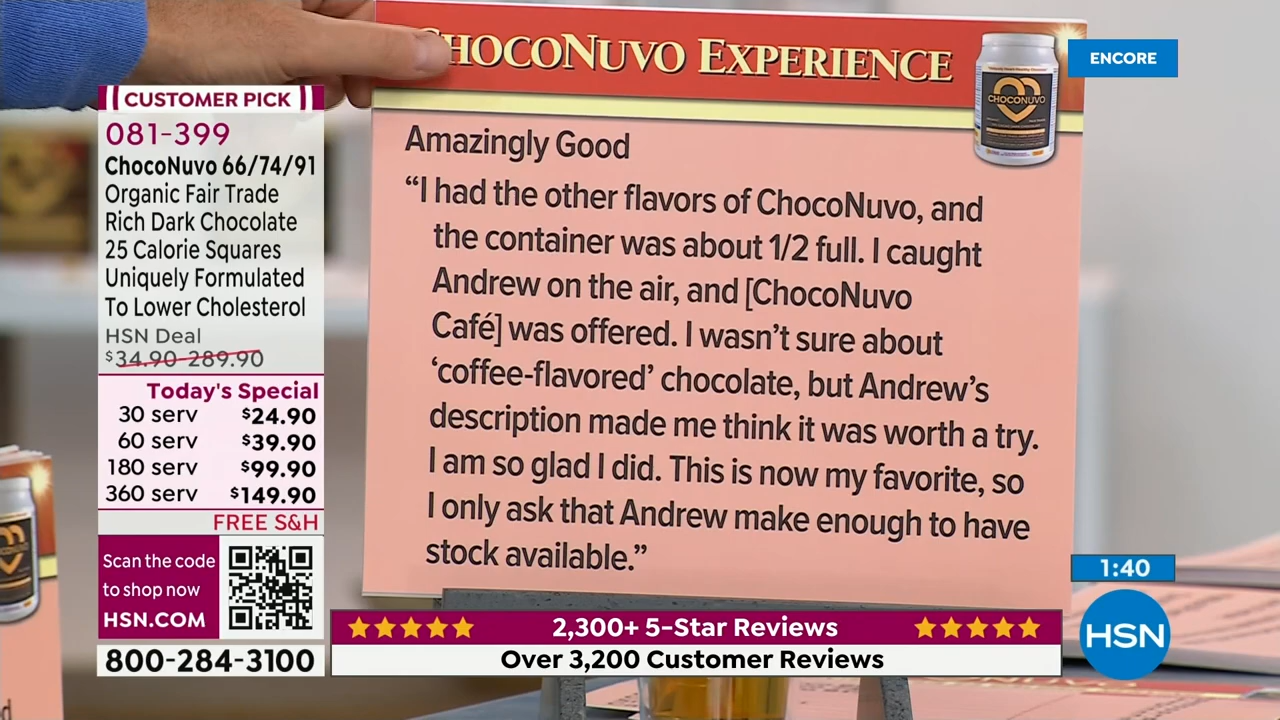 CHOCONUVO EXPERIENCE
CHOCONUVO
ENCORE
Amazingly Good
“I had the other flavors of ChocoNuvo, and
the container was about 1/2 full. I caught
Andrew on the air, and [ChocoNuvo
Café] was offered. I wasn’t sure about
‘coffee-flavored’ chocolate, but Andrew’s
description made me think it was worth a try.
I am so glad I did. This is now my favorite, so
I only ask that Andrew make enough to have
stock available.”
CUSTOMER PICK
081-399
ChocoNuvo 66/74/91
Organic Fair Trade
Rich Dark Chocolate
25 Calorie Squares
Uniquely Formulated
To Lower Cholesterol
HSN Deal
$34.90-289.90
Today's Special
30 serv $24.90
60 serv $39.90
180 serv $99.90
360 serv $149.90
FREE S&H
Scan the code
to shop now
HSN.COM
800-284-3100
2,300+ 5-Star Reviews
Over 3,200 Customer Reviews
1:40
HSN